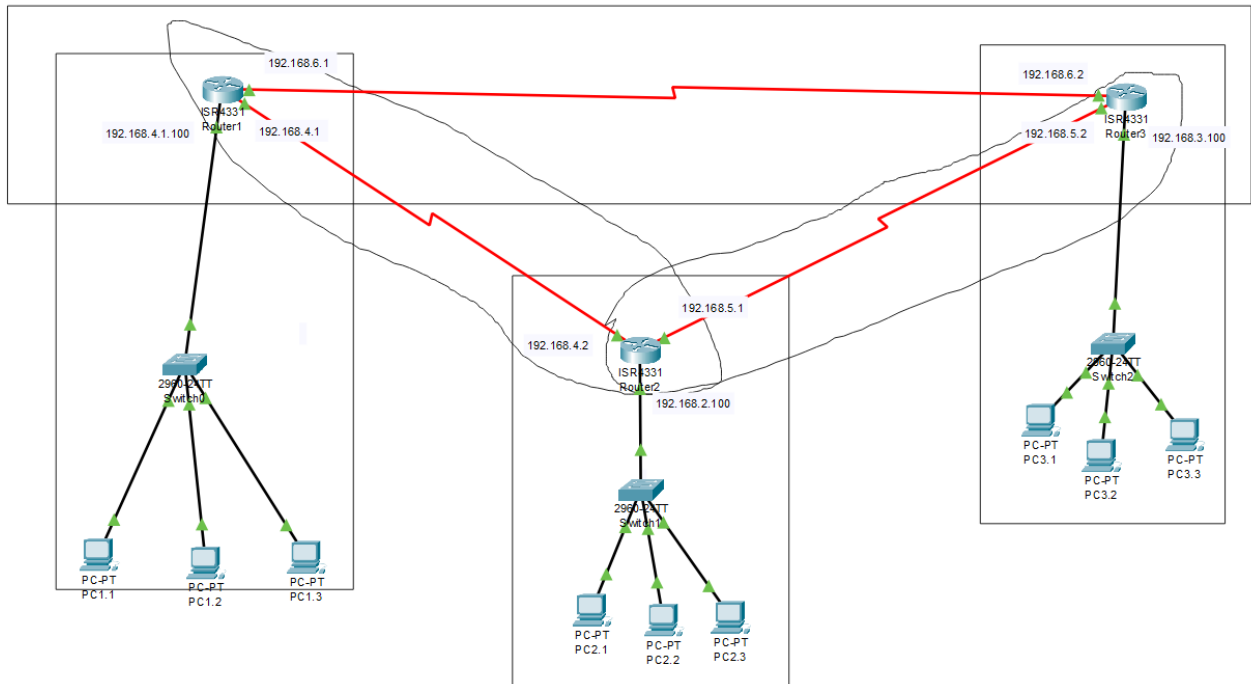 192.168.6.1
192.168.6.2
ISR4331
Router1
ISR4331
Router3
192.168.4.1.100
192.168.4.1
192.168.5.2
192.168.3.100
192.168.5.1
192.168.4.2
ISR4331
Router2
192.168.2.100
2960-24TT
Switch0
2960-24TT
Switch2
PC-PT
PC3.1
PC-PT
PC3.2
PC-PT
PC3.3
2960-24TT
Switch1
PC-PT
PC1.1
PC-PT
PC1.2
PC-PT
PC1.3
PC-PT
PC2.1
PC-PT
PC2.2
PC-PT
PC2.3